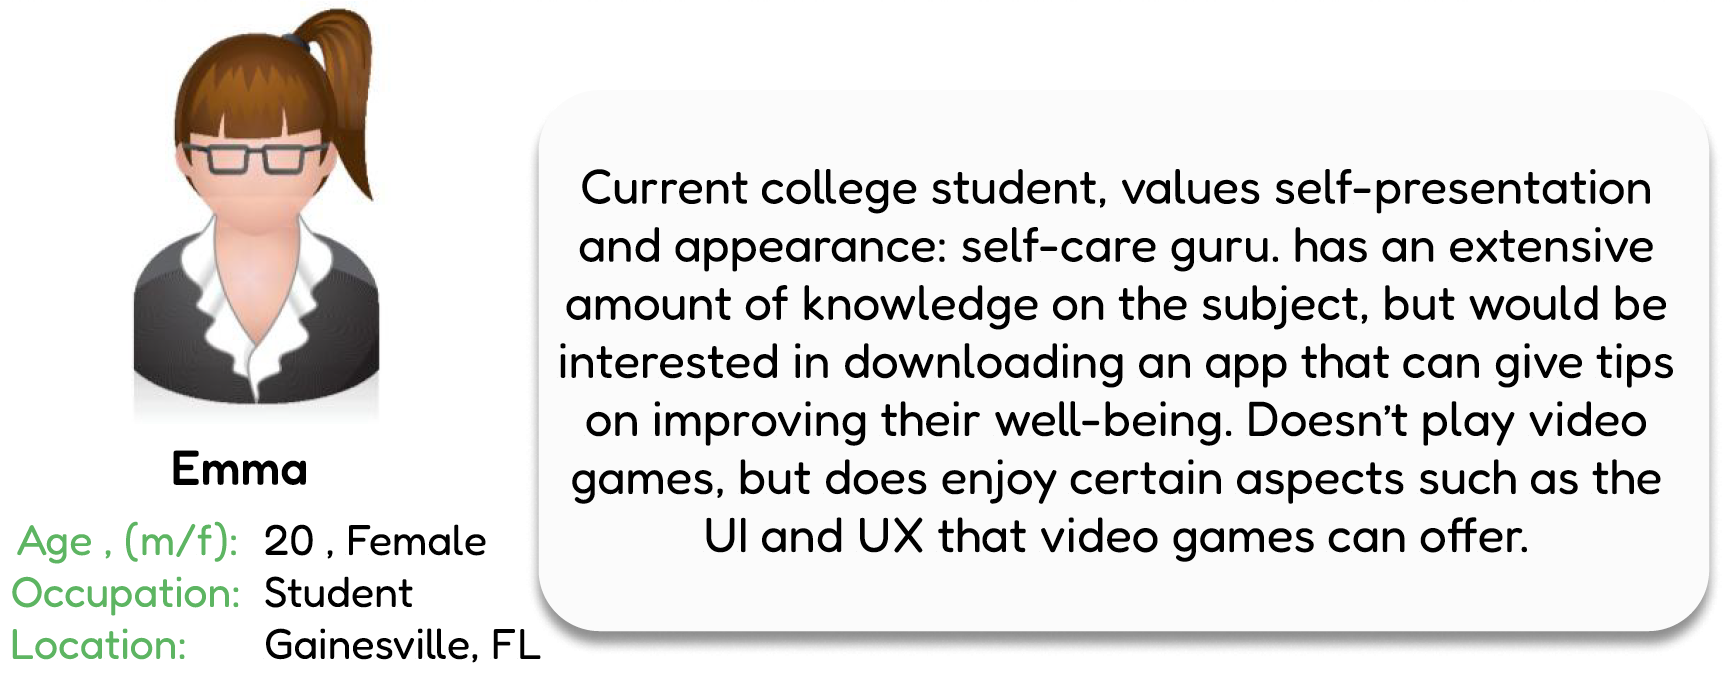 Emma
Age , (m/f): 20 , Female
Occupation: Student
Location: Gainesville, FL
Current college student, values self-presentation
and appearance: self-care guru. has an extensive
amount of knowledge on the subject, but would be
interested in downloading an app that can give tips
on improving their well-being. Doesn’t play video
games, but does enjoy certain aspects such as the
UI and UX that video games can offer.